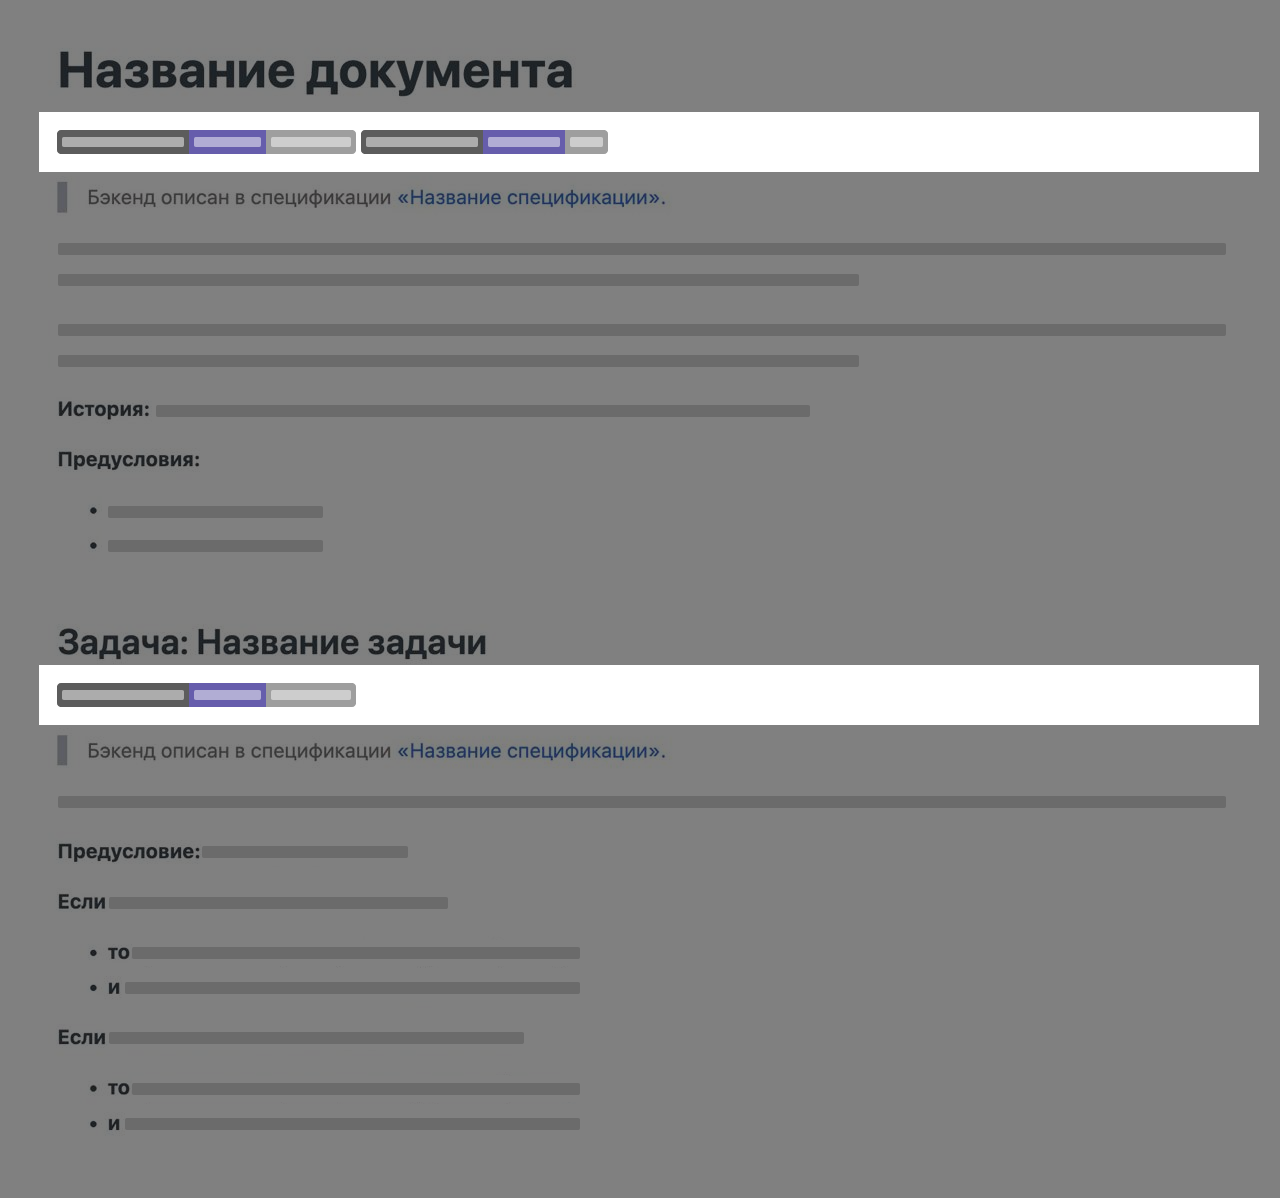 Название документа
Бэкенд описан в спецификации «Название спецификации».
История:
Предусловия:
Задача: Название задачи
Бэкенд описан в спецификации «Название спецификации».
Предусловие:
Если
• то
• и
Если
• то
• и